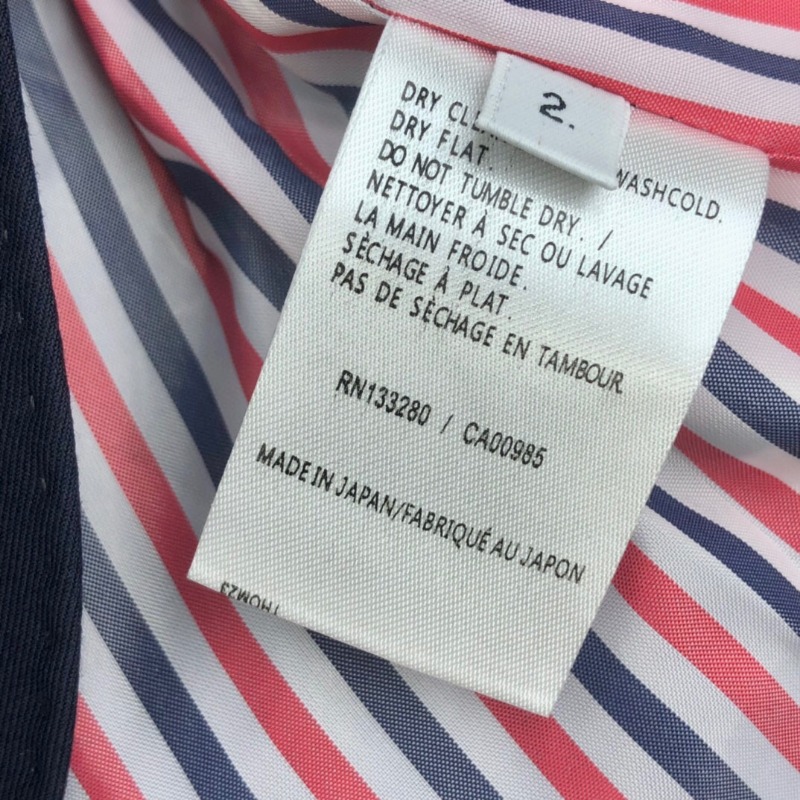 2.
DRY
DRY FLAT. WASHCOLD.
DO NOT TUMBLE DRY. /
NETTOYER À SEC OU LAVAGE
LA MAIN FROIDE.
SÈCHAGE À PLAT.
PAS DE SÈCHAGE EN TAMBOUR
RN133280 / CA00985
MADE IN JAPAN/FABRIQUÉ AU JAPON
THOM23